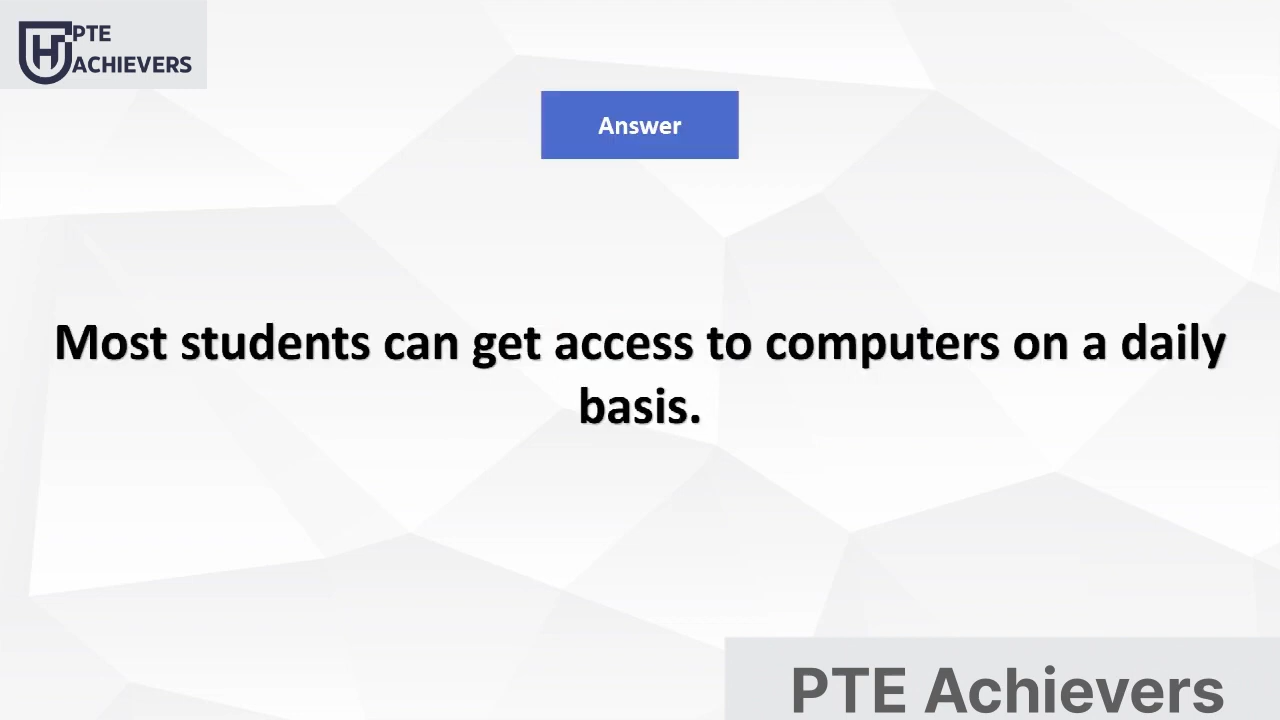 PTE
ACHIEVERS
Answer
Most students can get access to computers on a daily
basis.
PTE Achievers